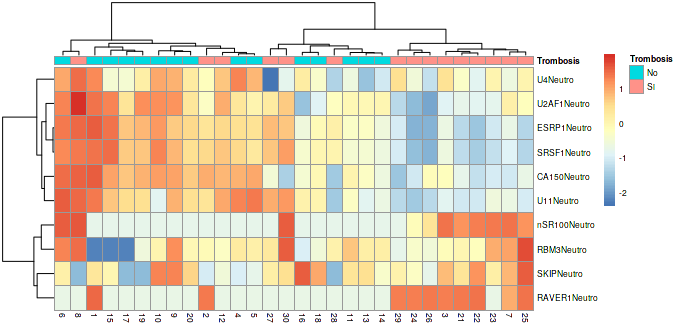 Trombosis
Trombosis
No
SI
1
0
-1
-2
U4Neutro
U2AF1Neutro
ESRP1Neutro
SRSF1Neutro
CA150Neutro
U11Neutro
nSR100Neutro
RBM3Neutro
SKIPNeutro
RAVER1Neutro
6 8 1 15 17 19 10 9 20 2 12 4 5 27 30 16 18 28 11 13 14 29 24 26 3 21 22 23 7 25